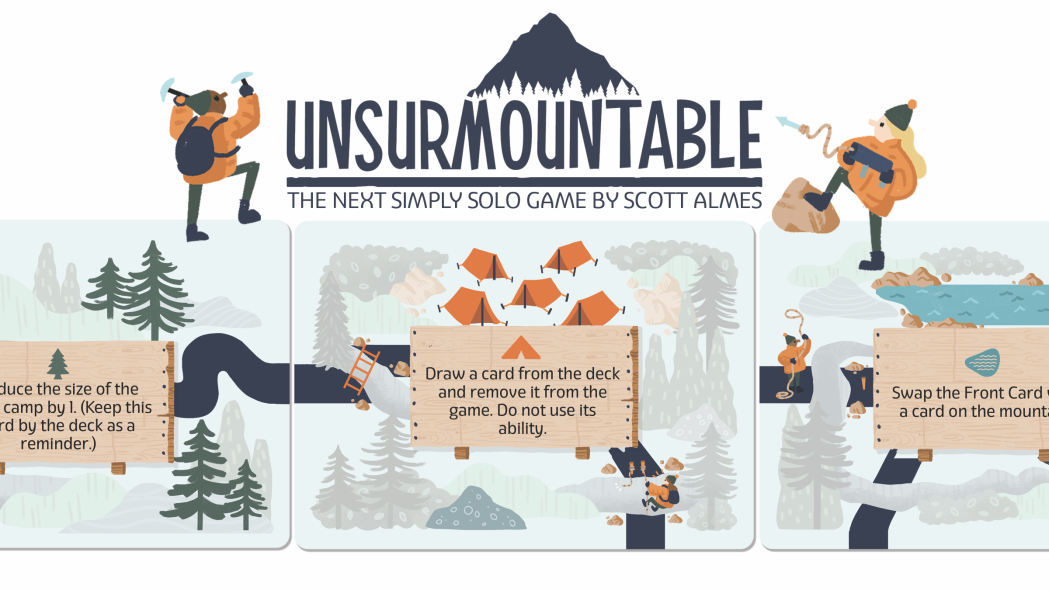 UNSURMOUNTABLE
THE NEXT SIMPLY SOLO GAME BY SCOTT ALMES
duce the size of the
camp by 1. (Keep this
rd by the deck as a
reminder.)
Draw a card from the deck
and remove it from the
game. Do not use its
ability.
Swap the Front Card
a card on the mounta